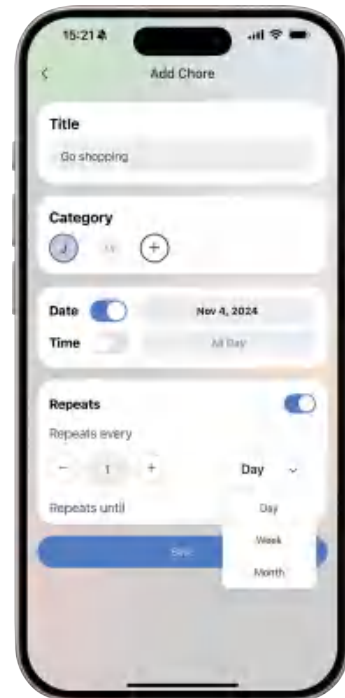 15:21
Add Chore
Title
Go shopping
Category
J
+
Date
Nov 4, 2024
Time
All Day
Repeats
Repeats every
- 1 +
Day
Repeats until
Day
Week
Month